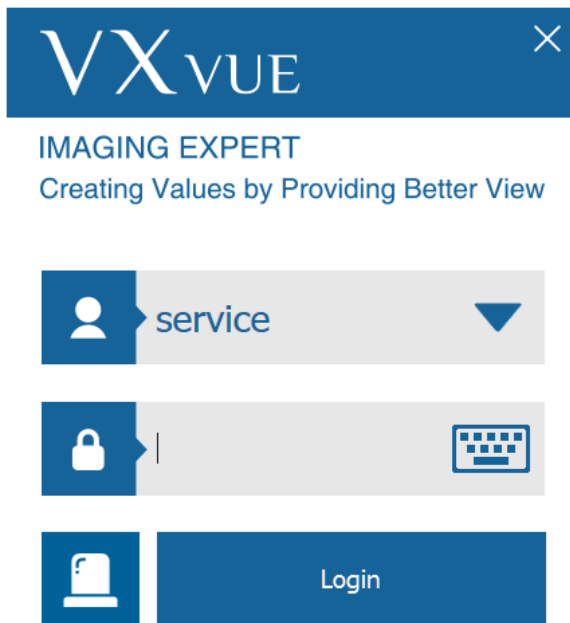 VXVUE
IMAGING EXPERT
Creating Values by Providing Better View
service
Login